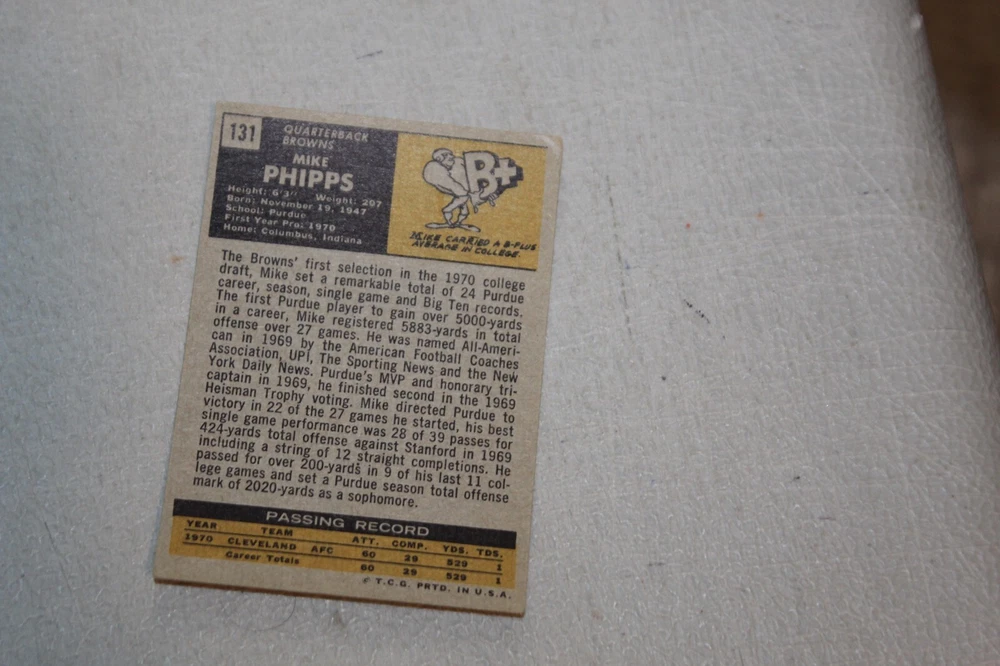 131
QUARTERBACK
BROWNS
MIKE
PHIPPS
Height: 6'3" Weight: 207
Born: November 19, 1947
School: Purdue
First Year Pro: 1970
Home: Columbus, Indiana
B+
MIKE CARRIED A B-PLUS
AVERAGE IN COLLEGE.
The Browns' first selection in the 1970 college
draft, Mike set a remarkable total of 24 Purdue
career, season, single game and Big Ten records.
The first Purdue player to gain over 5000-yards
in a career, Mike registered 5883-yards in total
offense over 27 games. He was named All-Ameri-
can in 1969 by the American Football Coaches
Association, UPI, The Sporting News and the New
York Daily News. Purdue's MVP and honorary tri-
captain in 1969, he finished second in the 1969
Heisman Trophy voting. Mike directed Purdue to
victory in 22 of the 27 games he started, his best
single game performance was 28 of 39 passes for
424-yards total offense against Stanford in 1969
including a string of 12 straight completions. He
passed for over 200-yards in 9 of his last 11 col-
lege games and set a Purdue season total offense
mark of 2020-yards as a sophomore.
PASSING RECORD
YEAR TEAM ATT. COMP. YDS. TDS.
1970 CLEVELAND AFC 60 29 529 1
Career Totals 60 29 529 1
© T.C.G. PRTD. IN U.S.A.